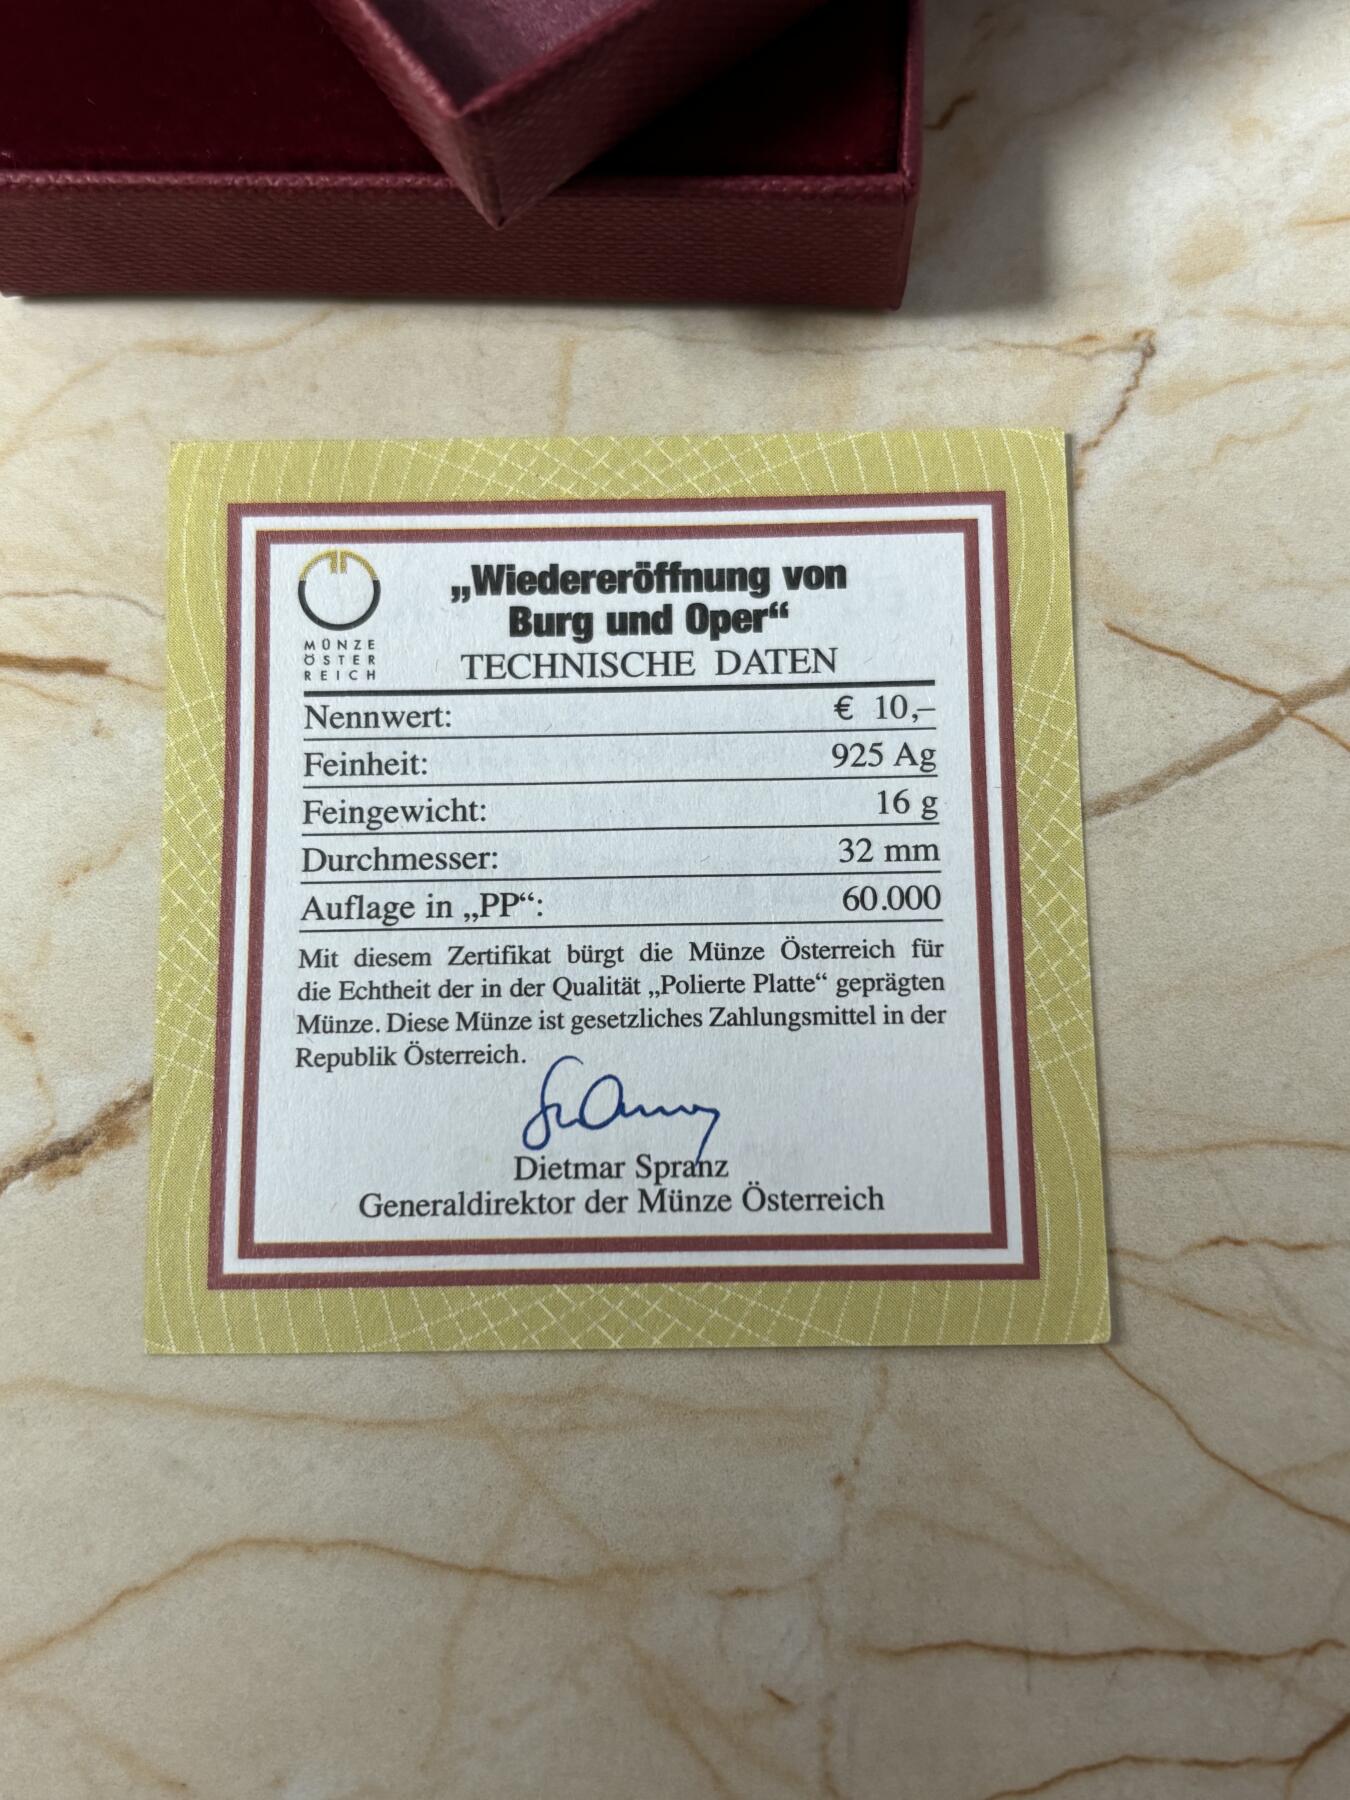 MÜNZE
ÖSTER
REICH
„Wiedereröffnung von
Burg und Oper“
TECHNISCHE DATEN
Nennwert: € 10,–
Feinheit: 925 Ag
Feingewicht: 16 g
Durchmesser: 32 mm
Auflage in „PP“: 60.000
Mit diesem Zertifikat bürgt die Münze Österreich für
die Echtheit der in der Qualität „Polierte Platte“ geprägten
Münze. Diese Münze ist gesetzliches Zahlungsmittel in der
Republik Österreich.
Dietmar Spranz
Generaldirektor der Münze Österreich